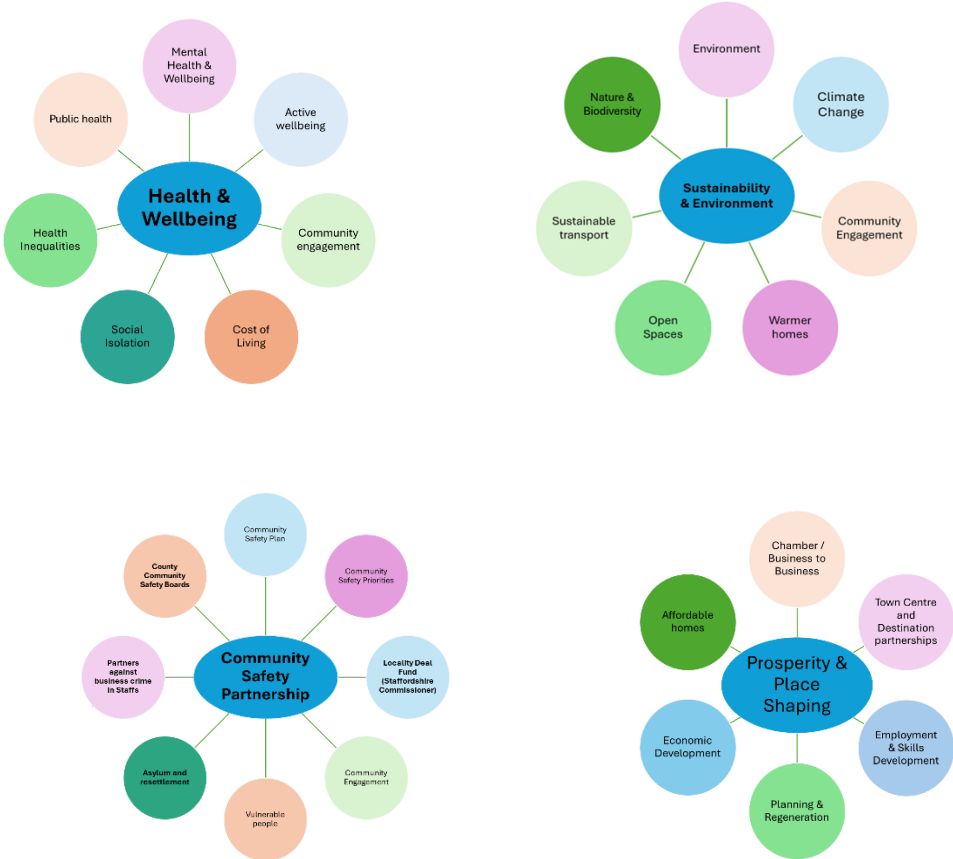 Mental
Health &
Wellbeing
Public health
Active
wellbeing
Health &
Wellbeing
Health
Inequalities
Community
engagement
Social
Isolation
Cost of
Living
Environment
Nature &
Biodiversity
Climate
Change
Sustainability
& Environment
Sustainable
transport
Community
Engagement
Open
Spaces
Warmer
homes
Community
Safety Plan
County
Community
Safety Boards
Community
Safety Priorities
Partners
against
business crime
in Staffs
Community
Safety
Partnership
Locality Deal
Fund
(Staffordshire
Commissioner)
Asylum and
resettlement
Community
Engagement
Vulnerable
people
Chamber /
Business to
Business
Affordable
homes
Town Centre
and
Destination
partnerships
Prosperity &
Place
Shaping
Economic
Development
Employment
& Skills
Development
Planning &
Regeneration